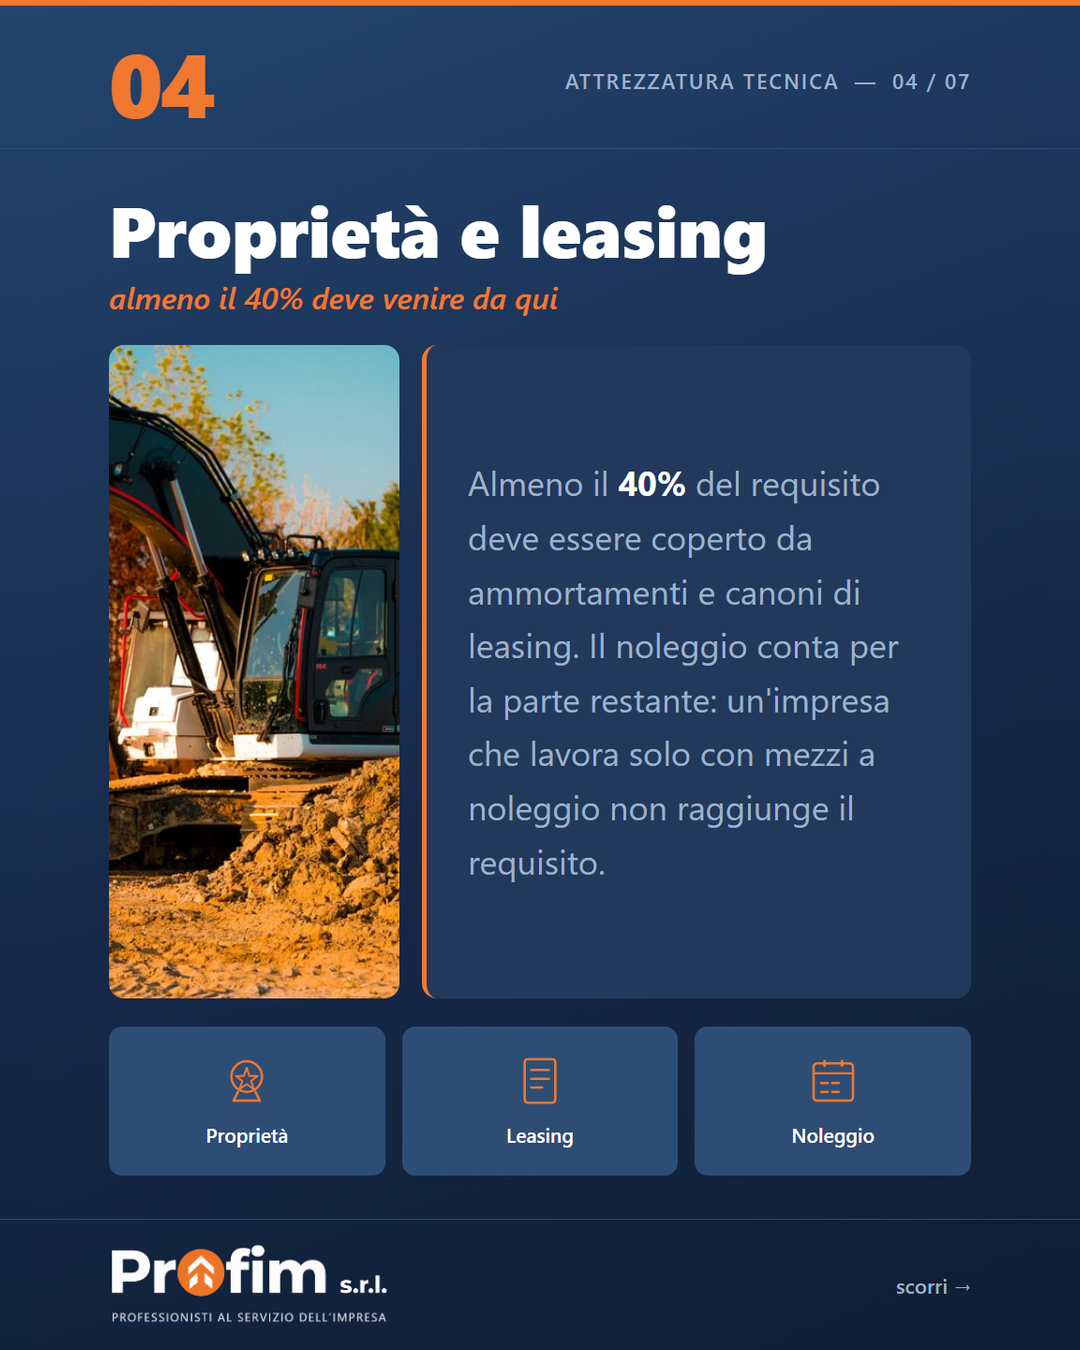 04
ATTREZZATURA TECNICA — 04 / 07
Proprietà e leasing
almeno il 40% deve venire da qui
Almeno il 40% del requisito
deve essere coperto da
ammortamenti e canoni di
leasing. Il noleggio conta per
la parte restante: un'impresa
che lavora solo con mezzi a
noleggio non raggiunge il
requisito.
Proprietà
Leasing
Noleggio
Profim s.r.l.
PROFESSIONISTI AL SERVIZIO DELL'IMPRESA
scorri →